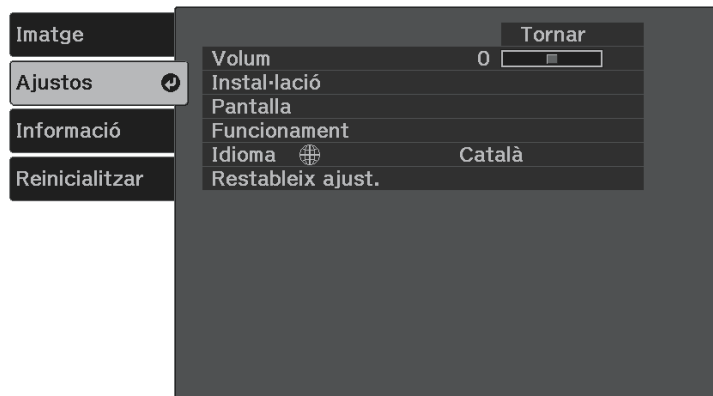 Imatge
Ajustos
Informació
Reinicialitzar
Tornar
Volum 0
Instal·lació
Pantalla
Funcionament
Idioma Català
Restableix ajust.